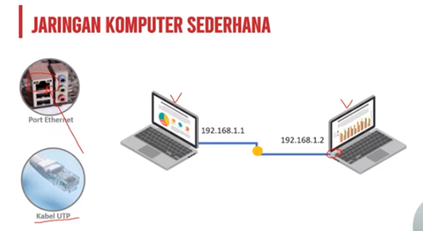 JARINGAN KOMPUTER SEDERHANA
Port Ethernet
192.168.1.1
192.168.1.2
Kabel UTP